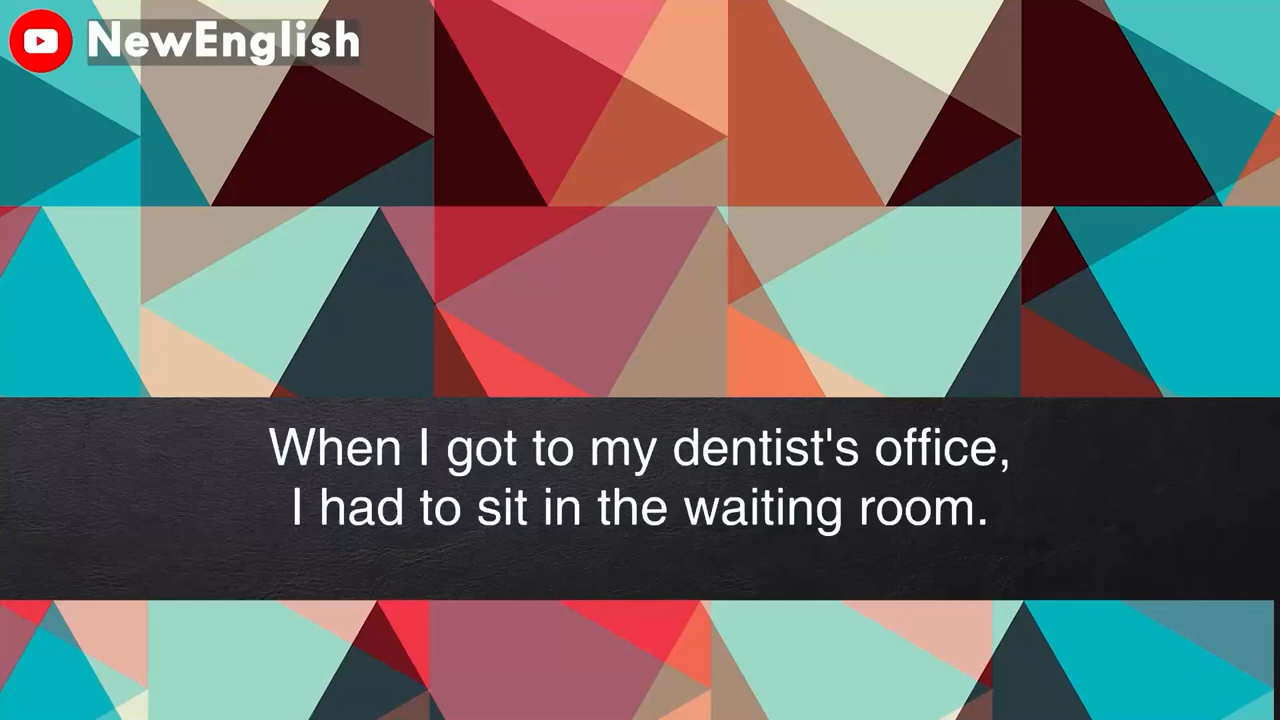 NewEnglish
When I got to my dentist's office,
I had to sit in the waiting room.